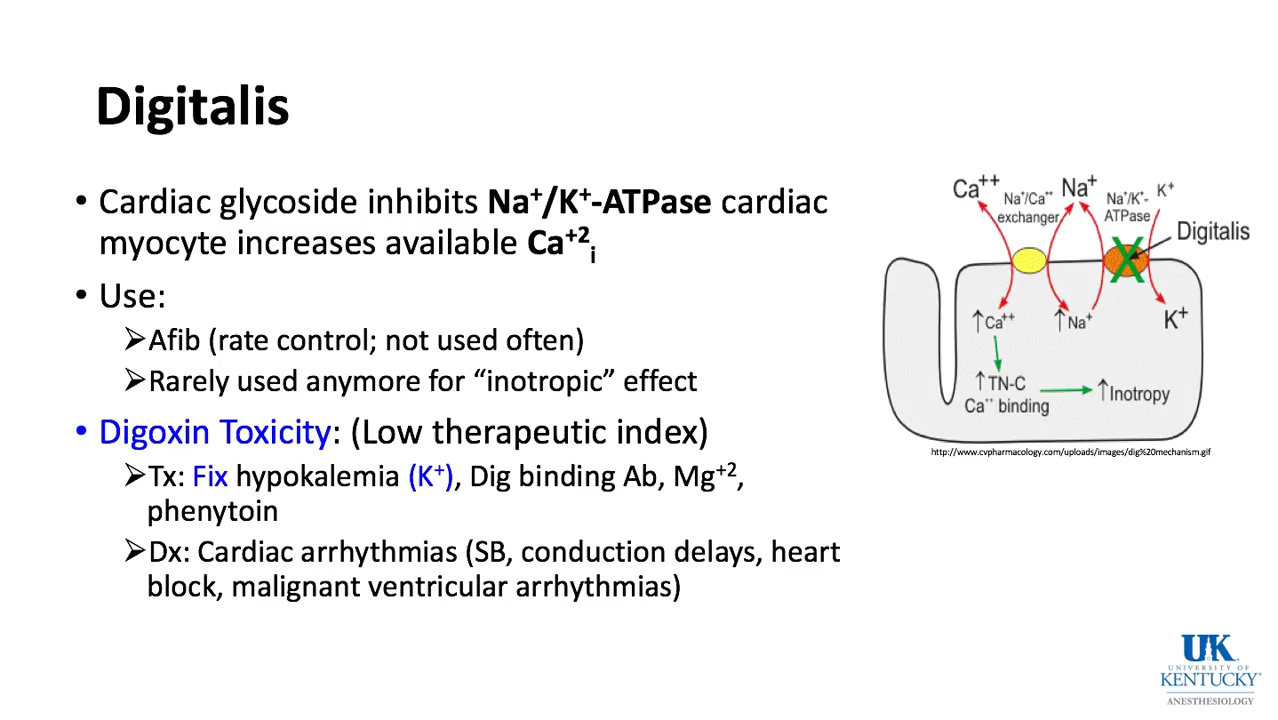 Digitalis
• Cardiac glycoside inhibits Na⁺/K⁺-ATPase cardiac
myocyte increases available Ca⁺²ᵢ
• Use:
➢Afib (rate control; not used often)
➢Rarely used anymore for “inotropic” effect
• Digoxin Toxicity: (Low therapeutic index)
➢Tx: Fix hypokalemia (K⁺), Dig binding Ab, Mg⁺²,
phenytoin
➢Dx: Cardiac arrhythmias (SB, conduction delays, heart
block, malignant ventricular arrhythmias)
Ca⁺⁺
Na⁺/Ca⁺⁺
exchanger
Na⁺
Na⁺/K⁺-
ATPase
K⁺
Digitalis
↑Ca⁺⁺
↑Na⁺
K⁺
↑TN-C
Ca⁺⁺ binding
↑Inotropy
http://www.cvpharmacology.com/uploads/images/dig%20mechanism.gif
UK
UNIVERSITY OF
KENTUCKY
ANESTHESIOLOGY